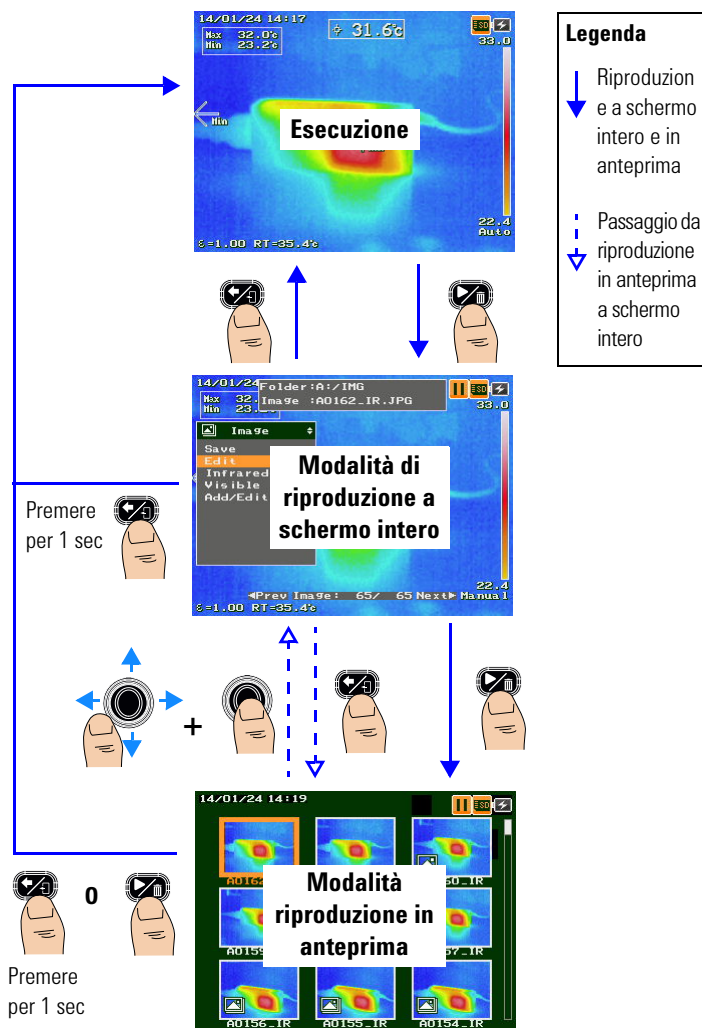 14/01/24 14:17
Max 32.0℃
Min 23.2℃
31.6℃
33.0
Min
Esecuzione
22.4
Auto
ε=1.00 RT=35.4℃
Legenda
Riproduzion
e a schermo
intero e in
anteprima
Passaggio da
riproduzione
in anteprima
a schermo
intero
14/01/24
Folder:A:/IMG
Image :A0162_IR.JPG
Max 32.
Min 23.
33.0
Image
Save
Edit
Infrared
Visible
Add/Edit
Modalità di
riproduzione a
schermo intero
22.4
◀Prev Image: 65/ 65 Next▶ Manual
ε=1.00 RT=35.4℃
Premere
per 1 sec
+
14/01/24 14:19
Modalità
riproduzione in
anteprima
A0156_IR
A0155_IR
A0154_IR
O
Premere
per 1 sec